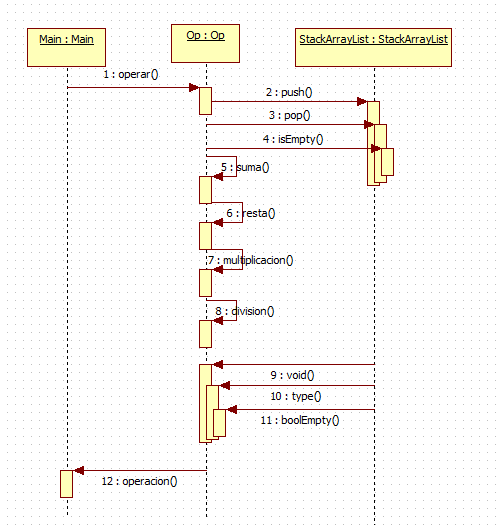 Main : Main
Op : Op
StackArrayList : StackArrayList
1 : operar()
2 : push()
3 : pop()
4 : isEmpty()
5 : suma()
6 : resta()
7 : multiplicacion()
8 : division()
9 : void()
10 : type()
11 : boolEmpty()
12 : operacion()